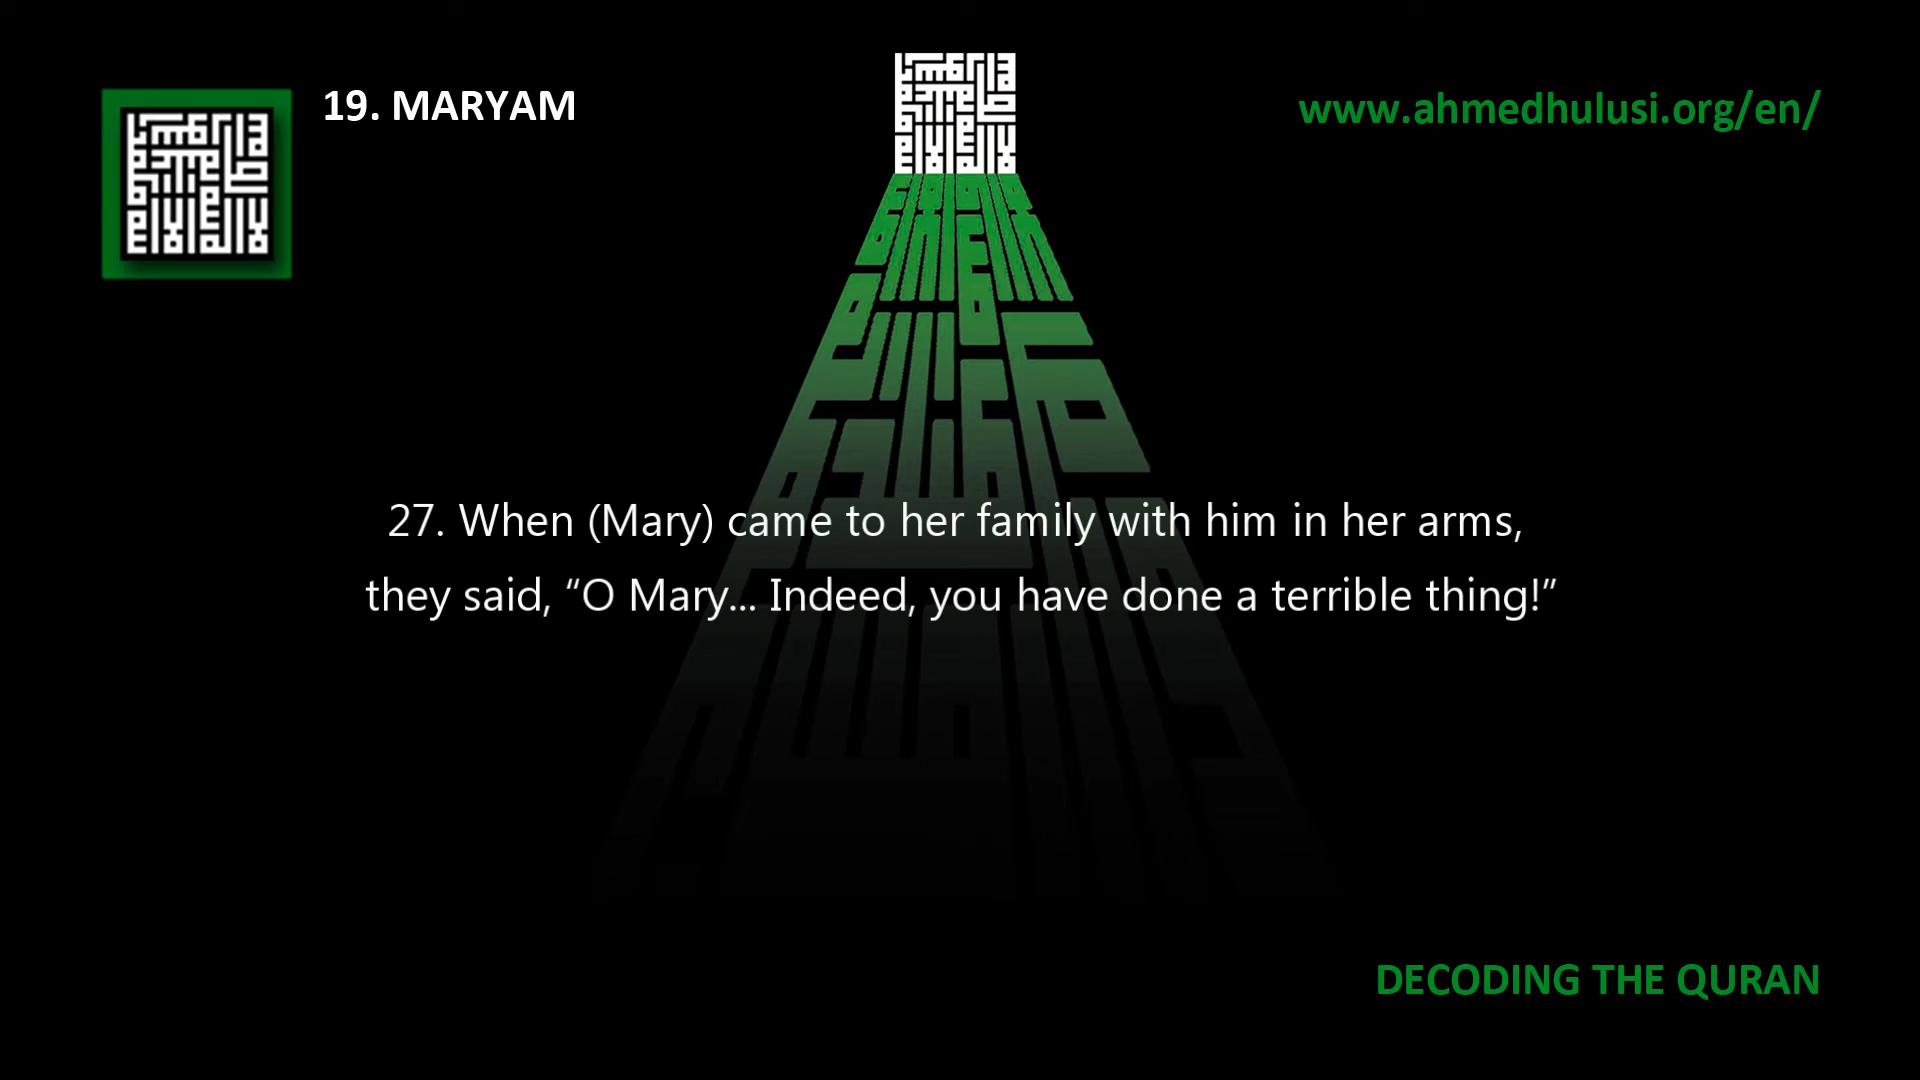 19. MARYAM
www.ahmedhulusi.org/en/
27. When (Mary) came to her family with him in her arms,
they said, “O Mary... Indeed, you have done a terrible thing!”
DECODING THE QURAN